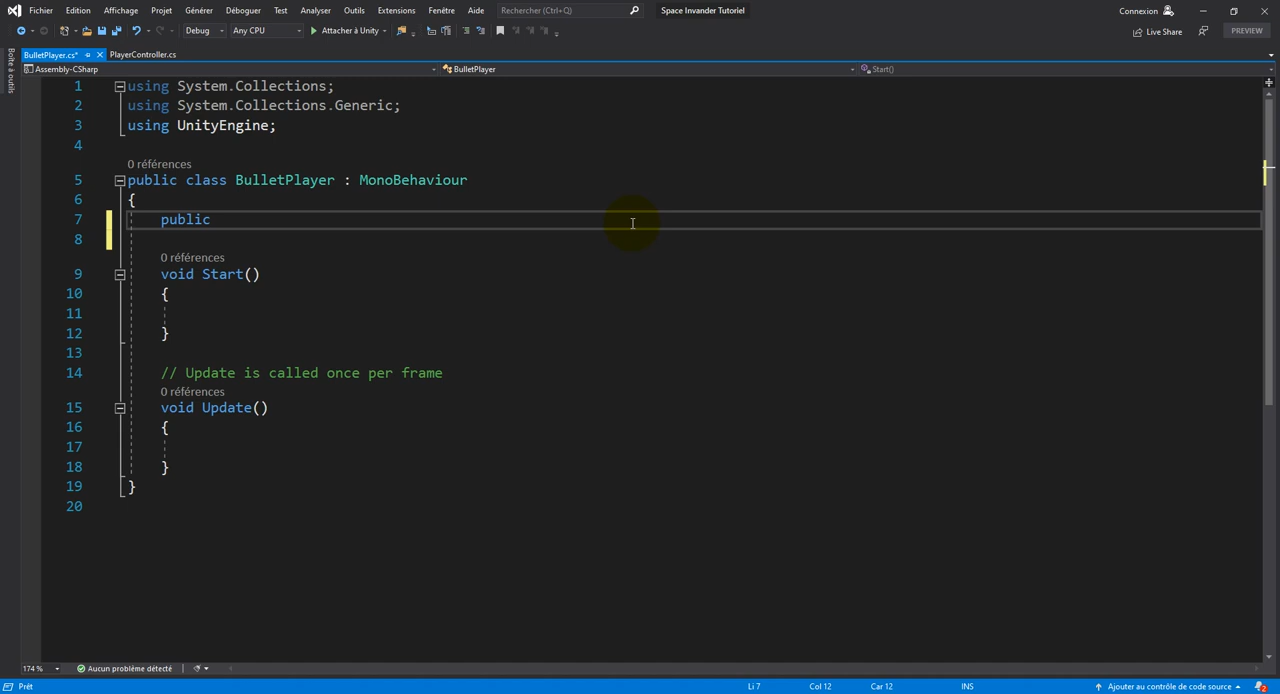 Fichier Edition Affichage Projet Générer Déboguer Test Analyser Outils Extensions Fenêtre Aide Rechercher (Ctrl+Q) Space Invander Tutoriel Connexion
Debug Any CPU Attacher à Unity Live Share PREVIEW
Boîte à outils
BulletPlayer.cs* PlayerController.cs
Assembly-CSharp BulletPlayer Start()
1 using System.Collections;
2 using System.Collections.Generic;
3 using UnityEngine;
4
0 références
5 public class BulletPlayer : MonoBehaviour
6 {
7 public
8
0 références
9 void Start()
10 {
11
12 }
13
14 // Update is called once per frame
0 références
15 void Update()
16 {
17
18 }
19 }
20
174 % Aucun problème détecté
Prêt Li 7 Col 12 Car 12 INS Ajouter au contrôle de code source 2